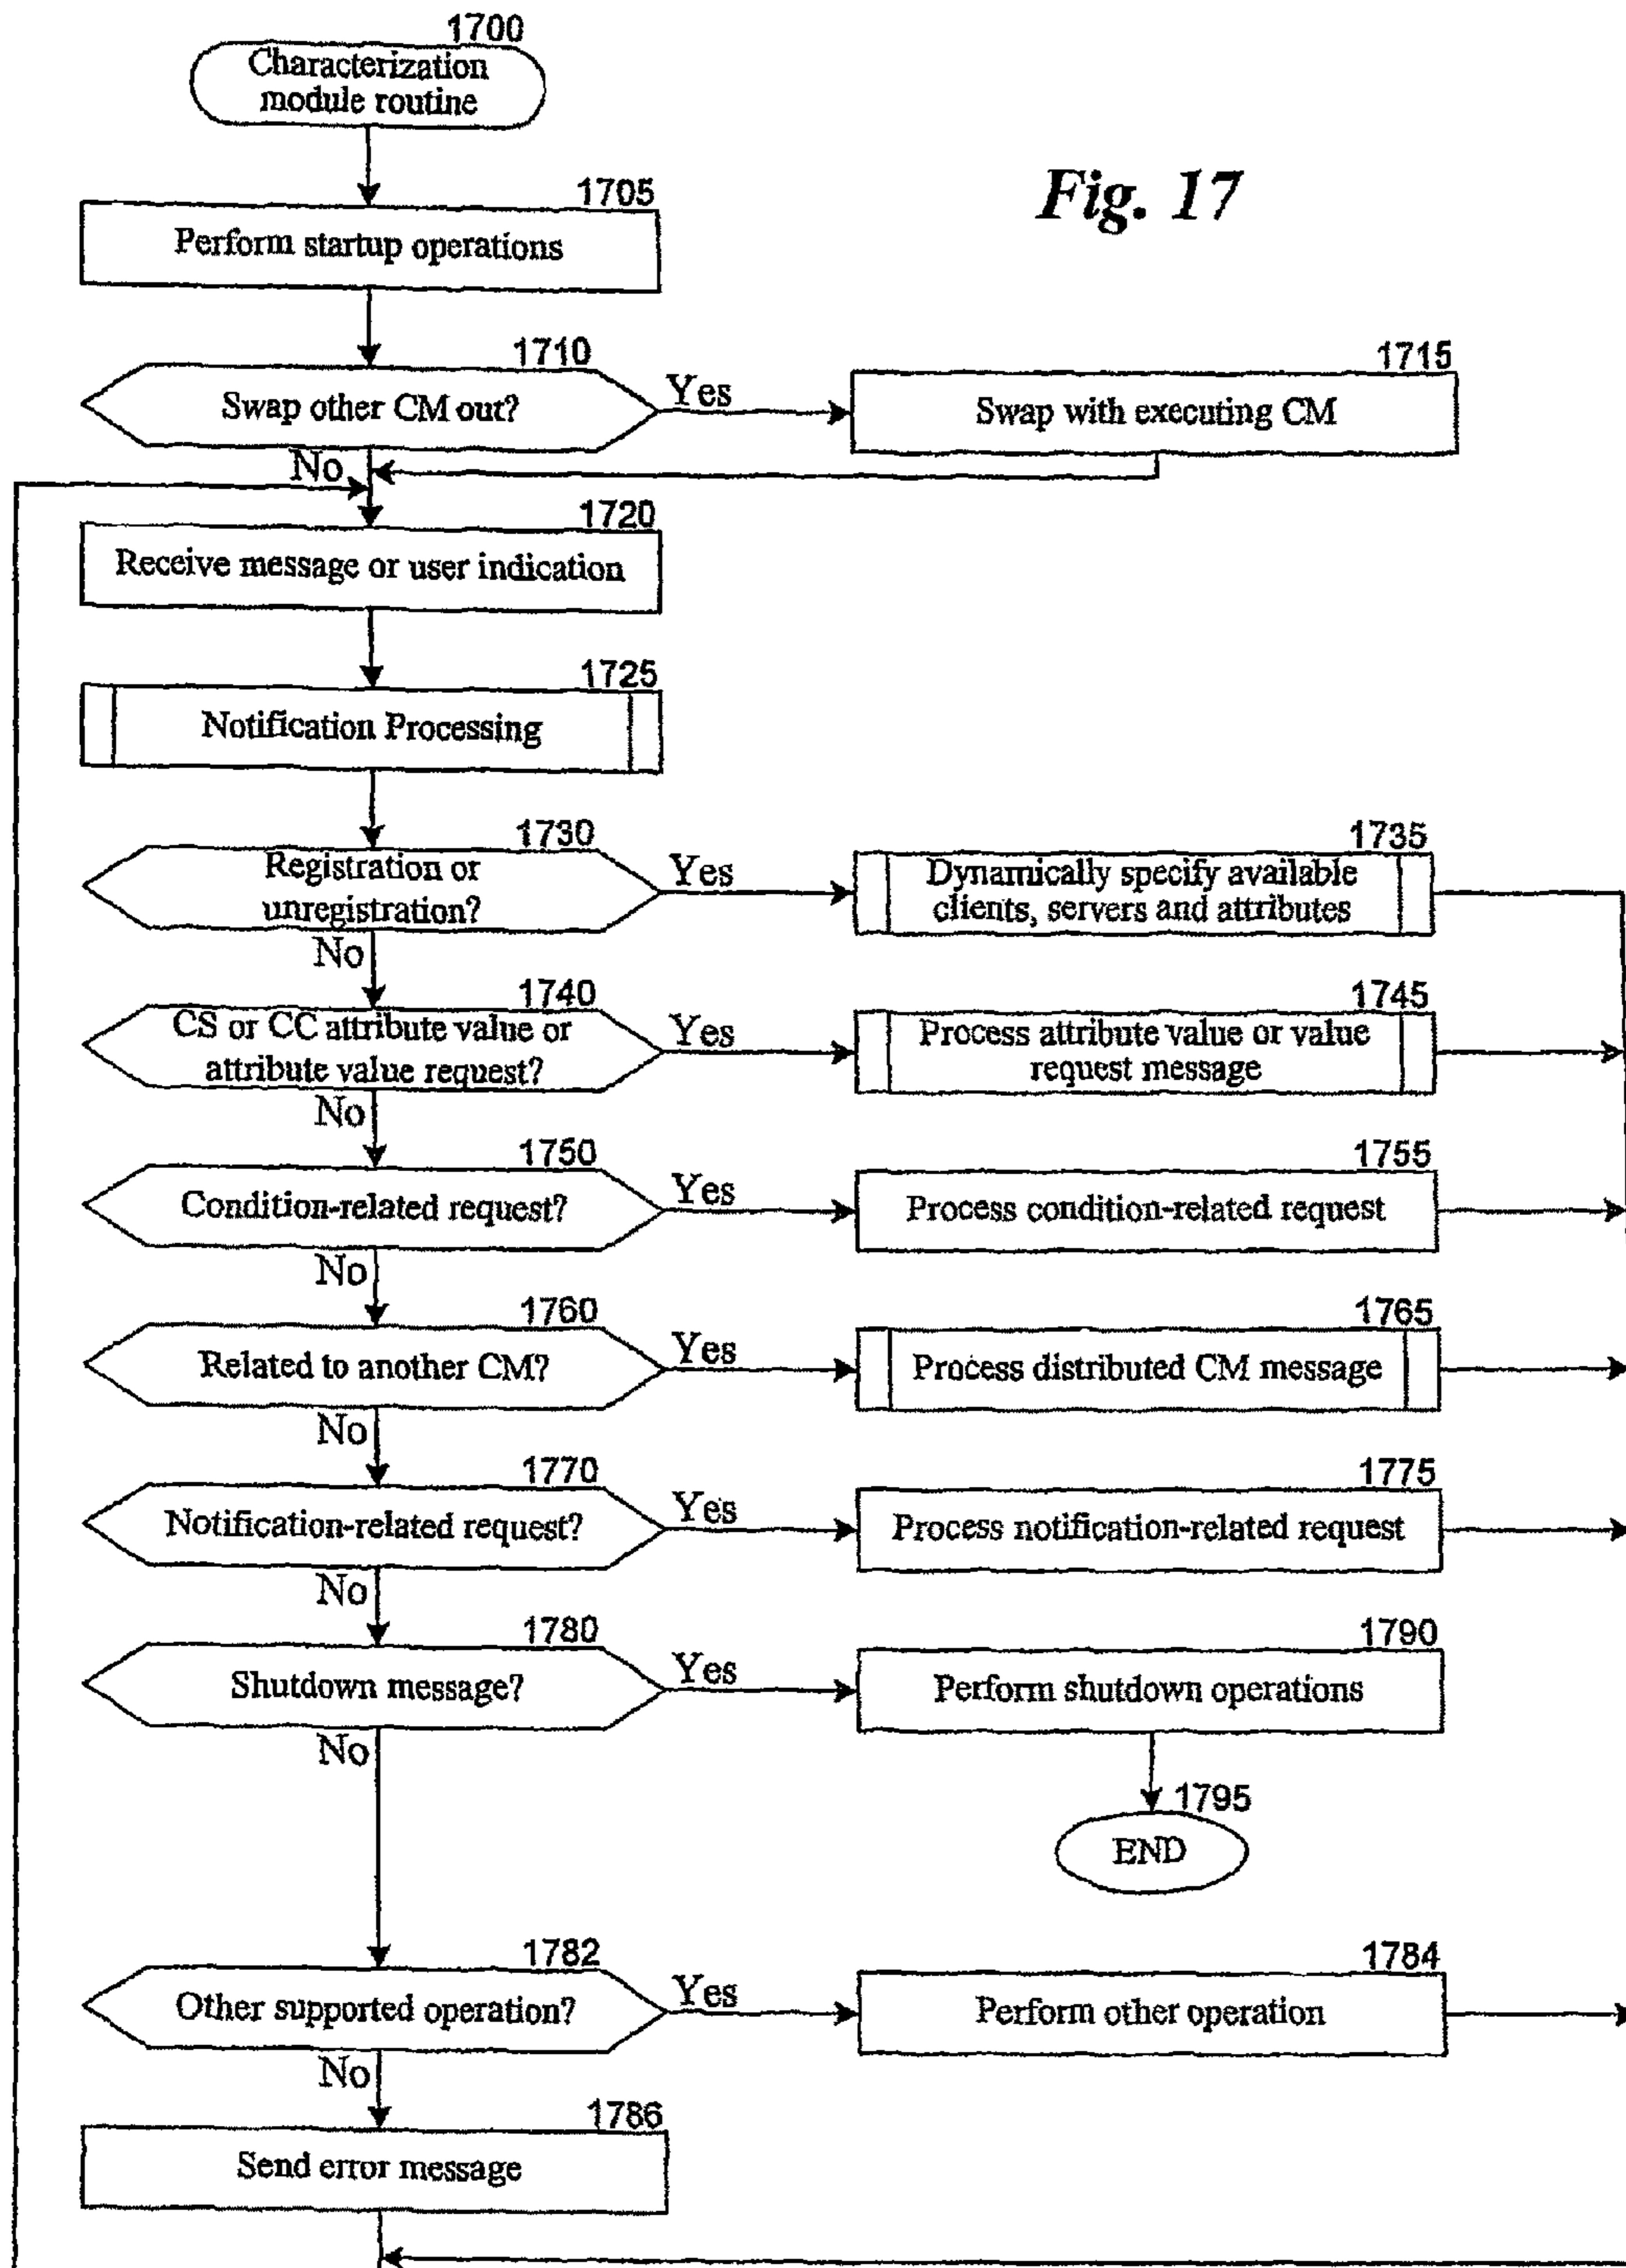 1700
Characterization
module routine
Fig. 17
1705
Perform startup operations
1710
Swap other CM out?
Yes
1715
Swap with executing CM
No
1720
Receive message or user indication
1725
Notification Processing
1730
Registration or
unregistration?
Yes
1735
Dynamically specify available
clients, servers and attributes
No
1740
CS or CC attribute value or
attribute value request?
Yes
1745
Process attribute value or value
request message
No
1750
Condition-related request?
Yes
1755
Process condition-related request
No
1760
Related to another CM?
Yes
1765
Process distributed CM message
No
1770
Notification-related request?
Yes
1775
Process notification-related request
No
1780
Shutdown message?
Yes
1790
Perform shutdown operations
No
1795
END
1782
Other supported operation?
Yes
1784
Perform other operation
No
1786
Send error message